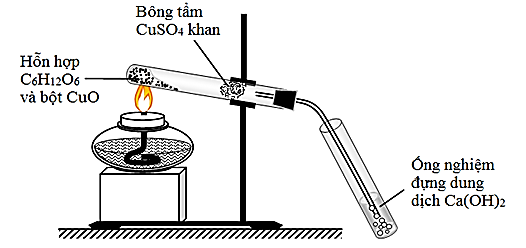 Bông tẩm
CuSO4 khan
Hỗn hợp
C6H12O6
và bột CuO
Ống nghiệm
đựng dung
dịch Ca(OH)2